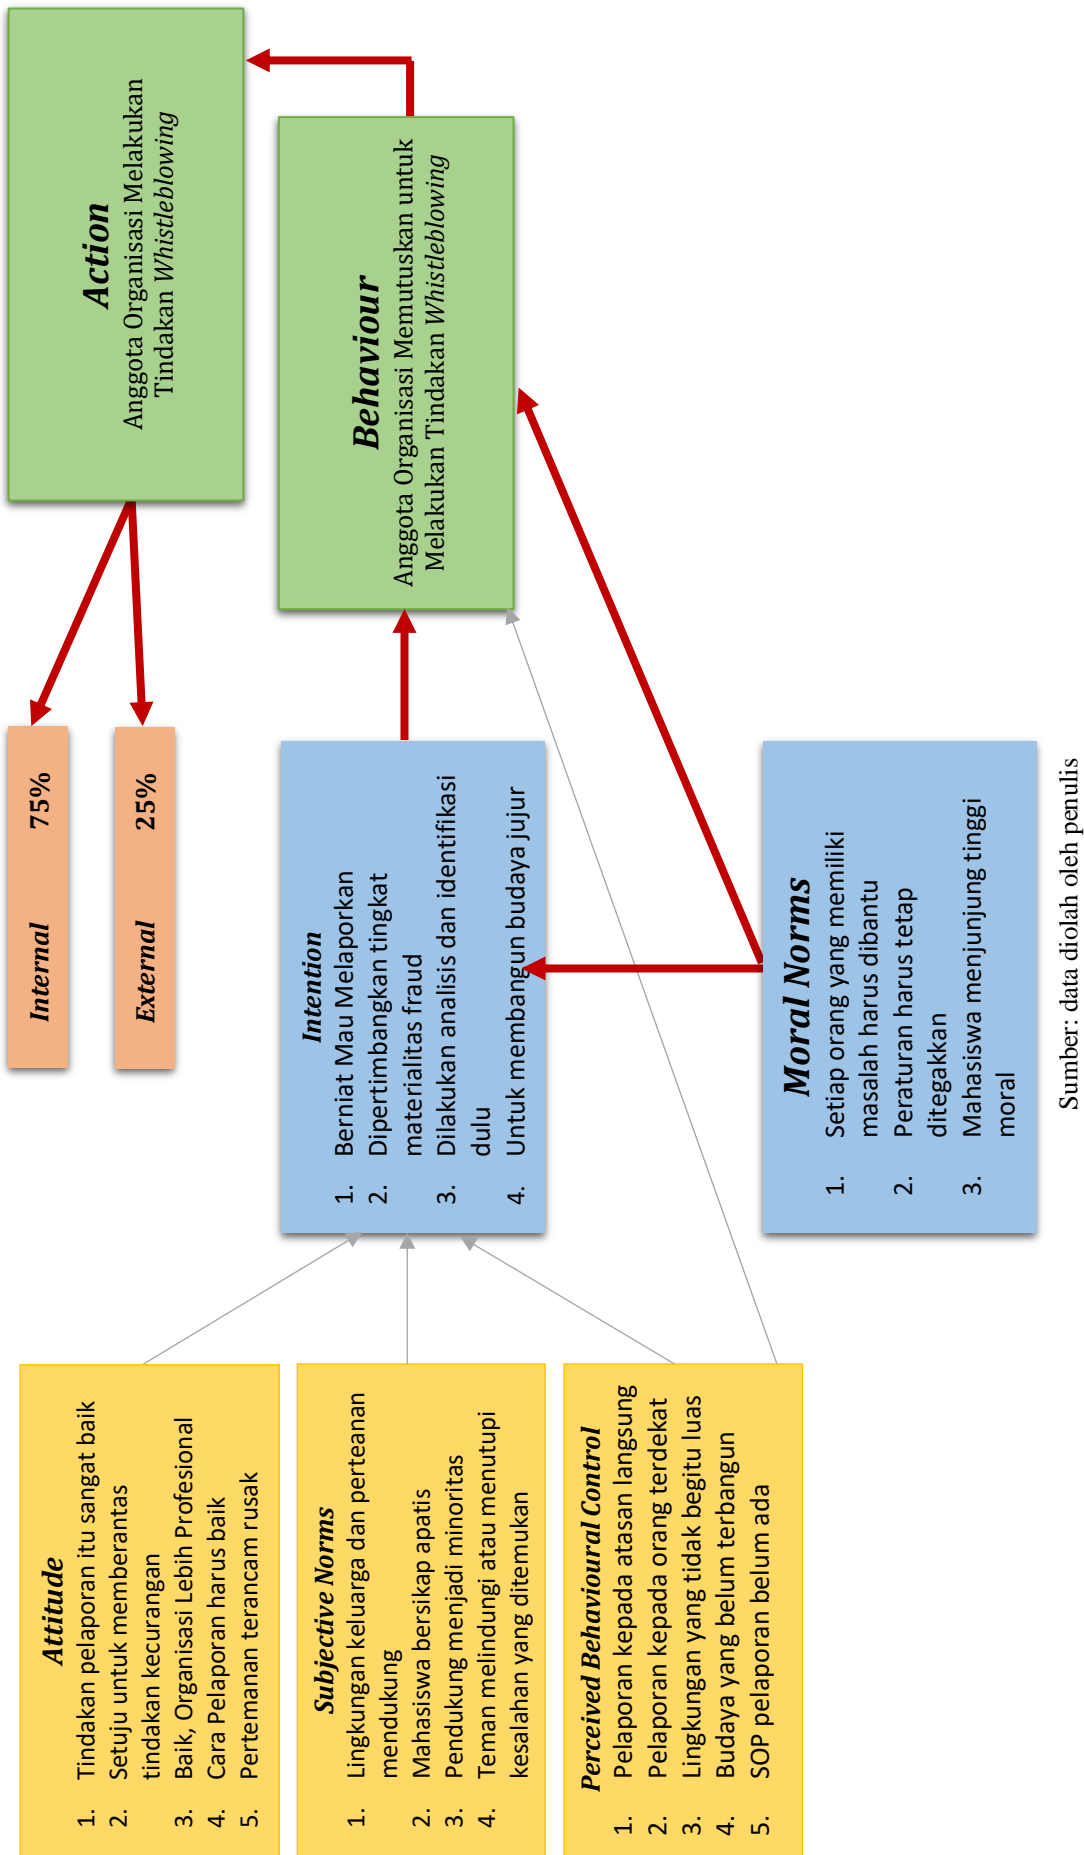 Attitude
1. Tindakan pelaporan itu sangat baik
2. Setuju untuk memberantas
tindakan kecurangan
3. Baik, Organisasi Lebih Profesional
4. Cara Pelaporan harus baik
5. Pertemanan terancam rusak
Subjective Norms
1. Lingkungan keluarga dan perteanan
mendukung
2. Mahasiswa bersikap apatis
3. Pendukung menjadi minoritas
4. Teman melindungi atau menutupi
kesalahan yang ditemukan
Perceived Behavioural Control
1. Pelaporan kepada atasan langsung
2. Pelaporan kepada orang terdekat
3. Lingkungan yang tidak begitu luas
4. Budaya yang belum terbangun
5. SOP pelaporan belum ada
Internal 75%
External 25%
Intention
1. Berniat Mau Melaporkan
2. Dipertimbangkan tingkat
materialitas fraud
3. Dilakukan analisis dan identifikasi
dulu
4. Untuk membangun budaya jujur
Moral Norms
1. Setiap orang yang memiliki
masalah harus dibantu
2. Peraturan harus tetap
ditegakkan
3. Mahasiswa menjunjung tinggi
moral
Action
Anggota Organisasi Melakukan
Tindakan Whistleblowing
Behaviour
Anggota Organisasi Memutuskan untuk
Melakukan Tindakan Whistleblowing
Sumber: data diolah oleh penulis